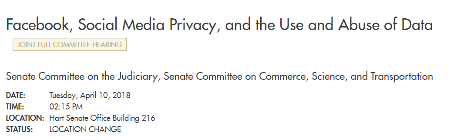 Facebook, Social Media Privacy, and the Use and Abuse of Data
JOINT FULL COMMITTEE HEARING
Senate Committee on the Judiciary, Senate Committee on Commerce, Science, and Transportation
DATE: Tuesday, April 10, 2018
TIME: 02:15 PM
LOCATION: Hart Senate Office Building 216
STATUS: LOCATION CHANGE